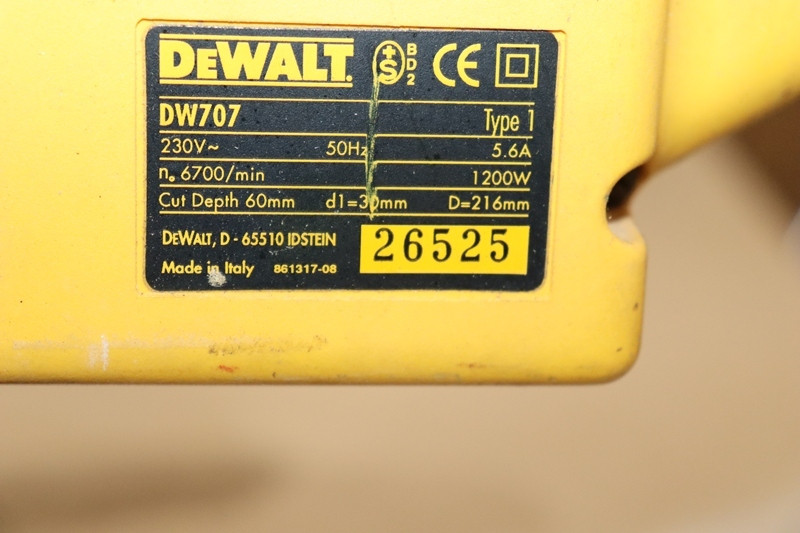 DEWALT. S BD2 CE
DW707 Type 1
230V~ 50Hz 5.6A
nₒ 6700/min 1200W
Cut Depth 60mm d1=30mm D=216mm
DEWALT, D - 65510 IDSTEIN 26525
Made in Italy 861317-08